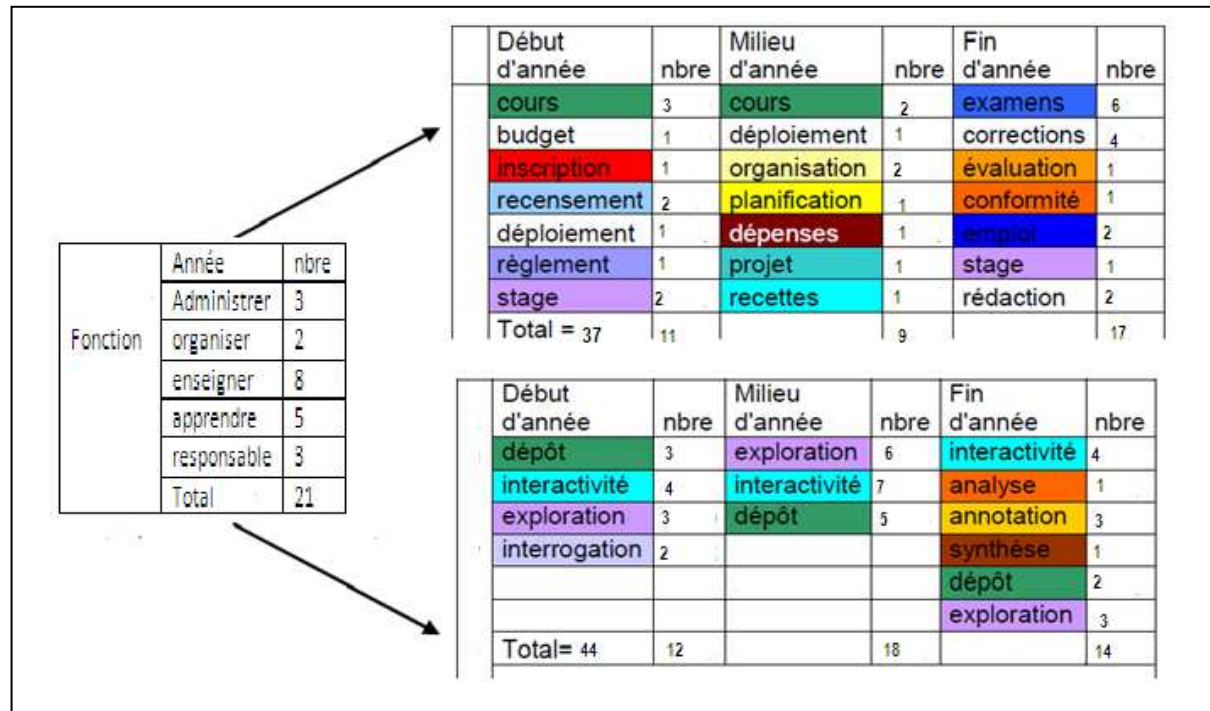 Début d'année nbre Milieu d'année nbre Fin d'année nbre
cours 3 cours 2 examens 6
budget 1 déploiement 1 corrections 4
inscription 1 organisation 2 évaluation 1
recensement 2 planification 1 conformité 1
déploiement 1 dépenses 1 emploi 2
règlement 1 projet 1 stage 1
stage 2 recettes 1 rédaction 2
Total = 37 11 9 17
Année nbre
Administrer 3
Fonction organiser 2
enseigner 8
apprendre 5
responsable 3
Total 21
Début d'année nbre Milieu d'année nbre Fin d'année nbre
dépôt 3 exploration 6 interactivité 4
interactivité 4 interactivité 7 analyse 1
exploration 3 dépôt 5 annotation 3
interrogation 2 synthèse 1
dépôt 2
exploration 3
Total= 44 12 18 14